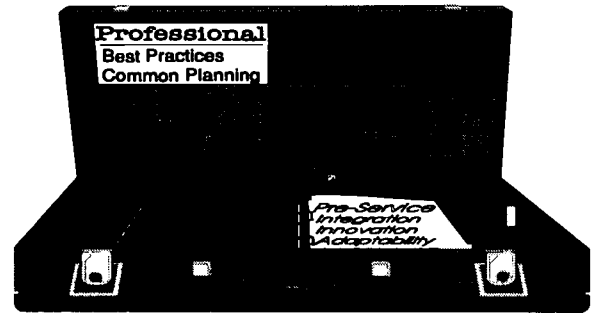 Professional
Best Practices
Common Planning
Pre-Service
Integration
Innovation
Adaptability